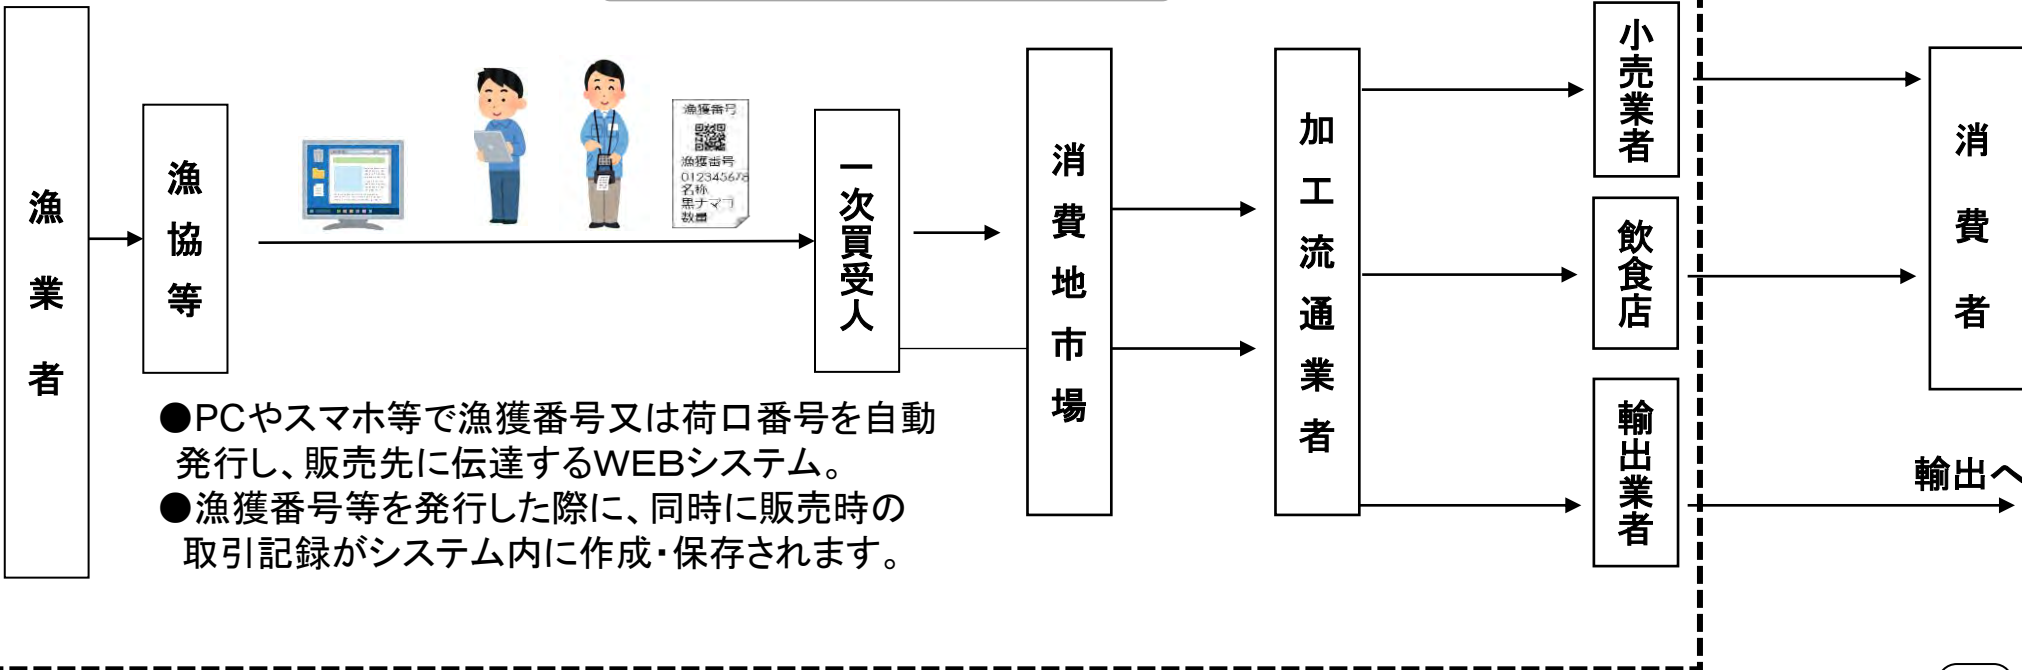 漁業者
漁協等
漁獲番号
漁獲番号
012345678
名称
黒ナマコ
数量
一次買受人
消費地市場
加工流通業者
小売業者
飲食店
輸出業者
消費者
輸出へ
●PCやスマホ等で漁獲番号又は荷口番号を自動
発行し、販売先に伝達するWEBシステム。
●漁獲番号等を発行した際に、同時に販売時の
取引記録がシステム内に作成・保存されます。